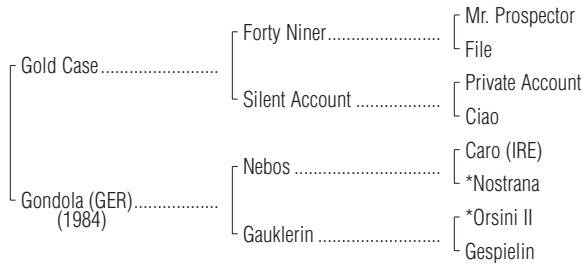 Mr. Prospector
Forty Niner.....................
File
Gold Case......................
Private Account
Silent Account ................
Ciao
Caro (IRE)
Nebos ...........................
*Nostrana
Gondola (GER)................
(1984)
*Orsini II
Gauklerin .......................
Gespielin